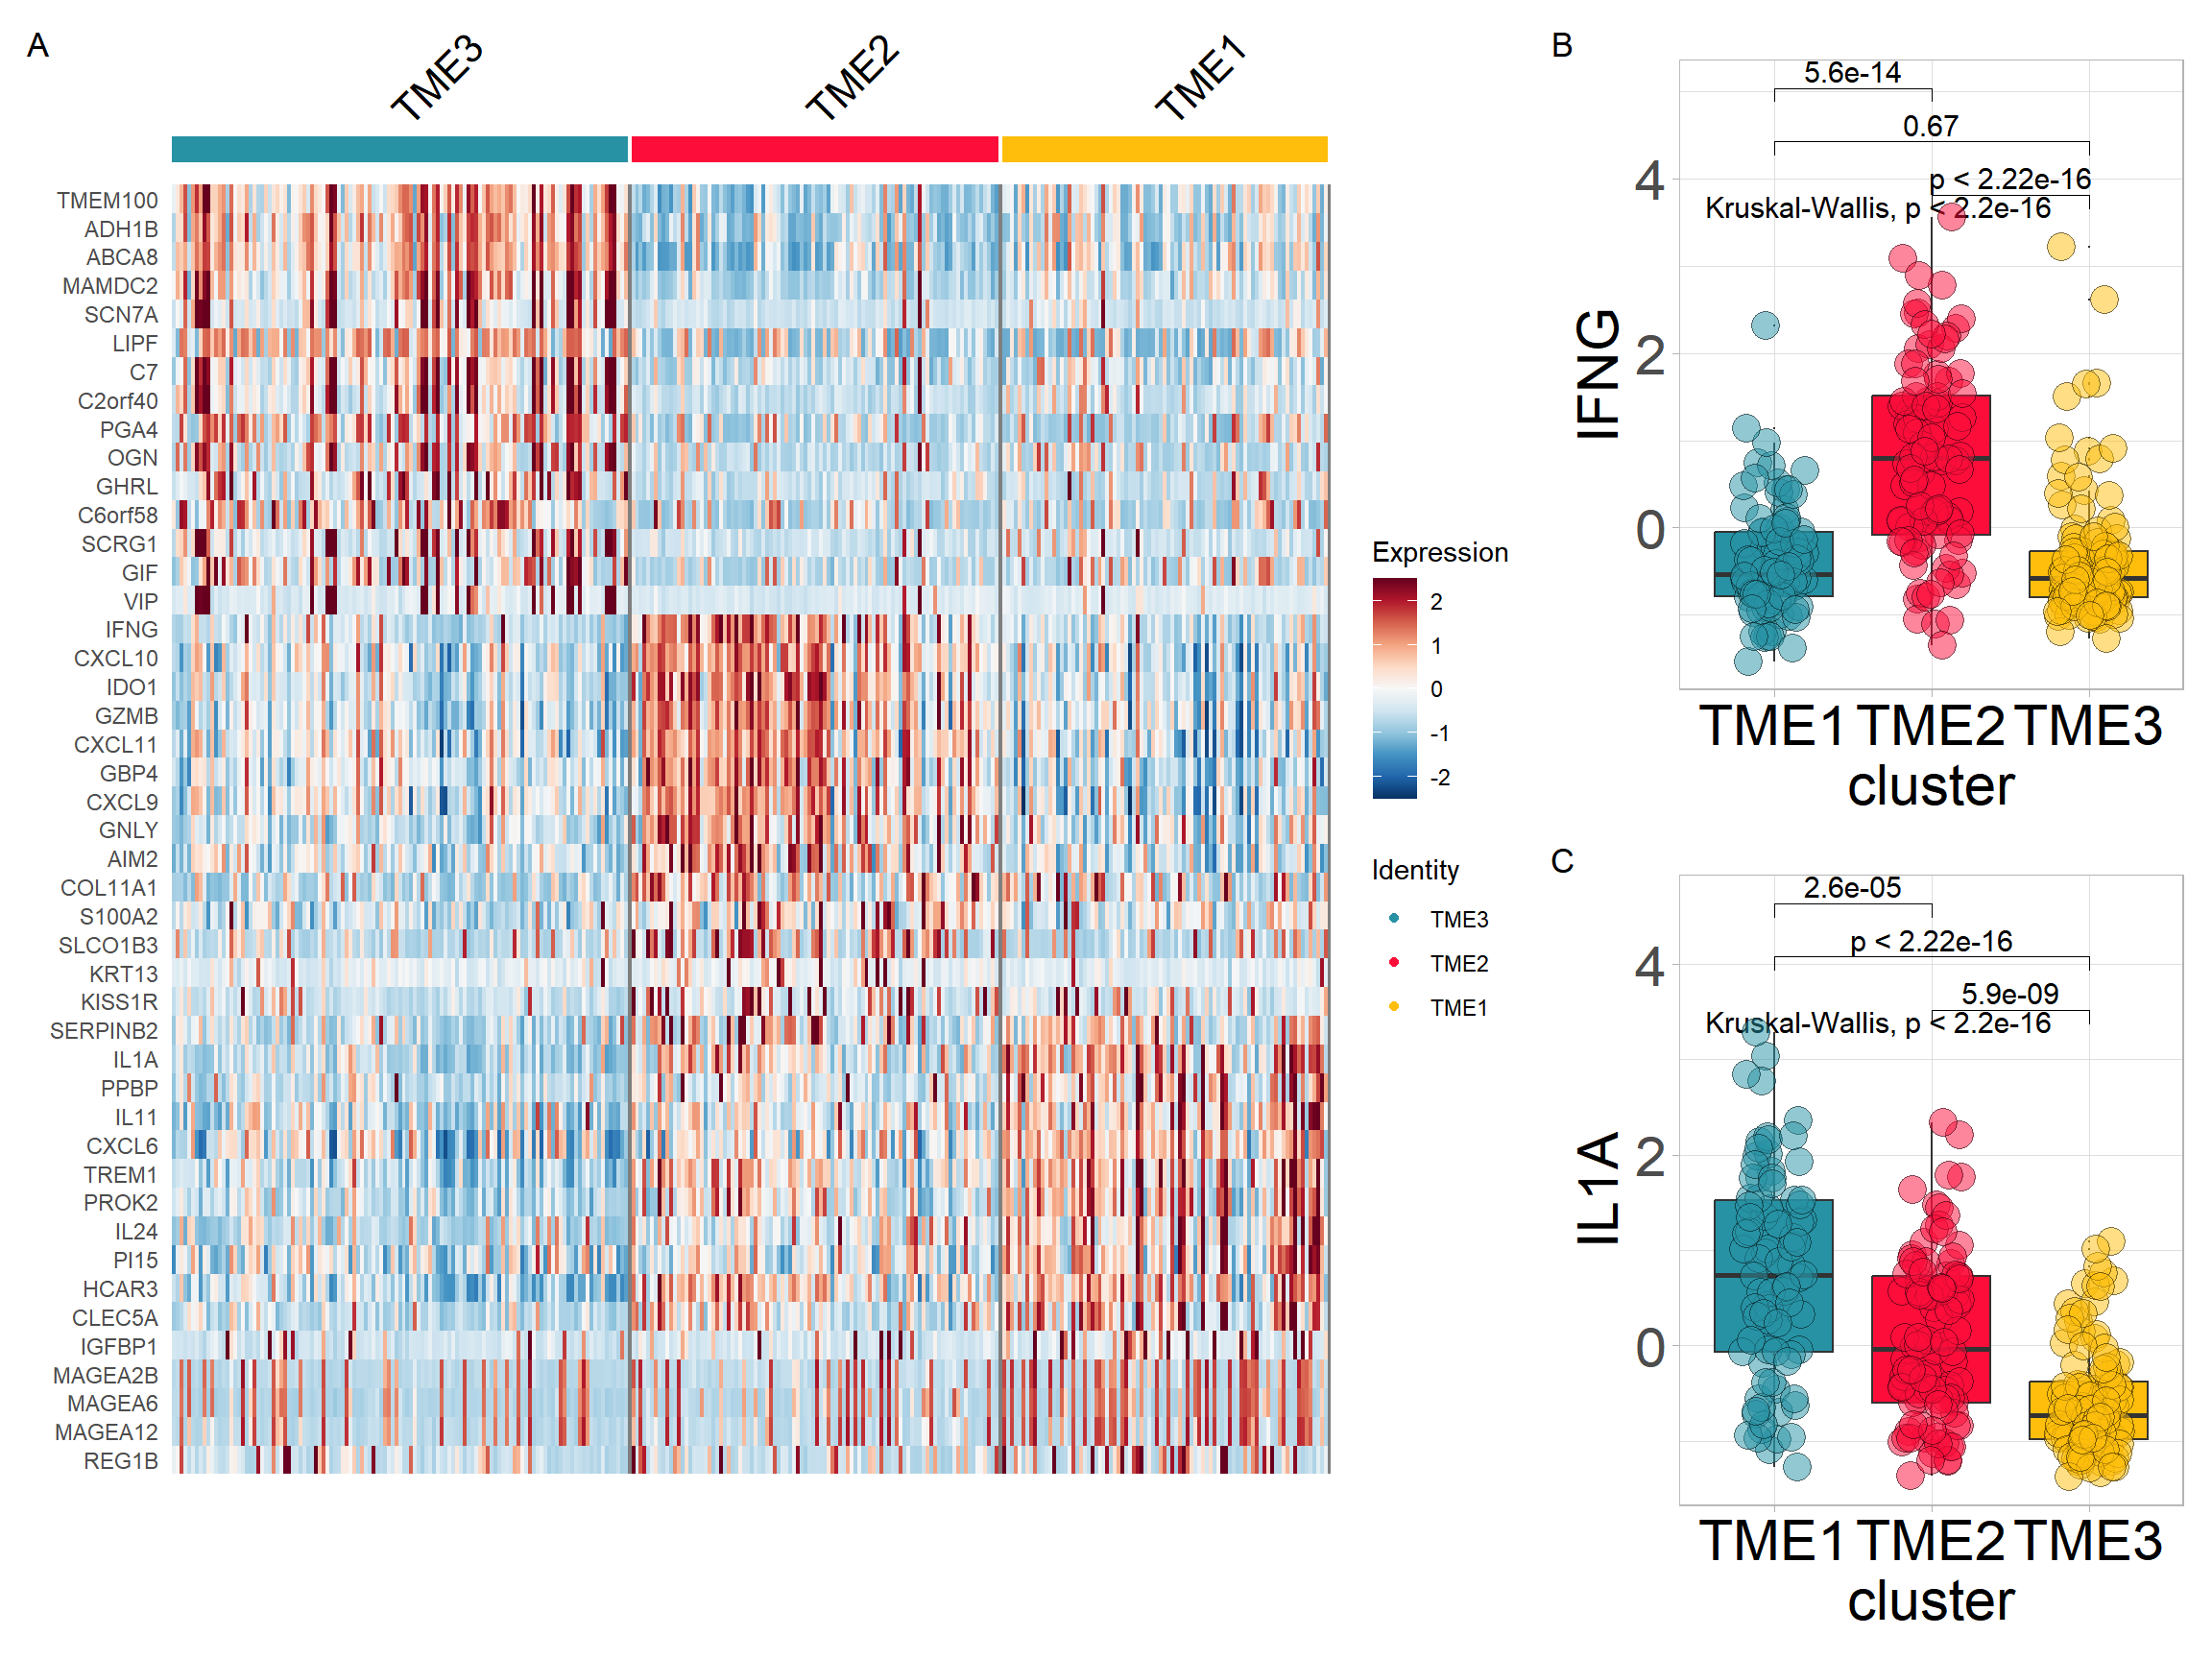 A
TME3
TME2
TME1
TMEM100
ADH1B
ABCA8
MAMDC2
SCN7A
LIPF
C7
C2orf40
PGA4
OGN
GHRL
C6orf58
SCRG1
GIF
VIP
IFNG
CXCL10
IDO1
GZMB
CXCL11
GBP4
CXCL9
GNLY
AIM2
COL11A1
S100A2
SLCO1B3
KRT13
KISS1R
SERPINB2
IL1A
PPBP
IL11
CXCL6
TREM1
PROK2
IL24
PI15
HCAR3
CLEC5A
IGFBP1
MAGEA2B
MAGEA6
MAGEA12
REG1B
Expression
2
1
0
-1
-2
Identity
TME3
TME2
TME1
B
5.6e-14
0.67
p < 2.22e-16
Kruskal-Wallis, p < 2.2e-16
4
2
0
IFNG
TME1 TME2 TME3
cluster
C
2.6e-05
p < 2.22e-16
5.9e-09
Kruskal-Wallis, p < 2.2e-16
4
2
0
IL1A
TME1 TME2 TME3
cluster